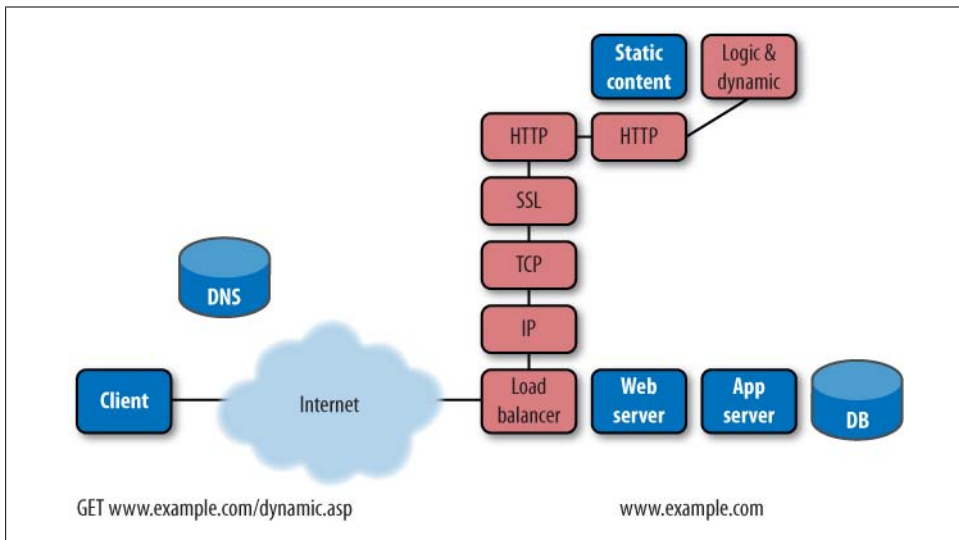 Static
content
Logic &
dynamic
HTTP
HTTP
SSL
TCP
DNS
IP
Client
Internet
Load
balancer
Web
server
App
server
DB
GET www.example.com/dynamic.asp
www.example.com